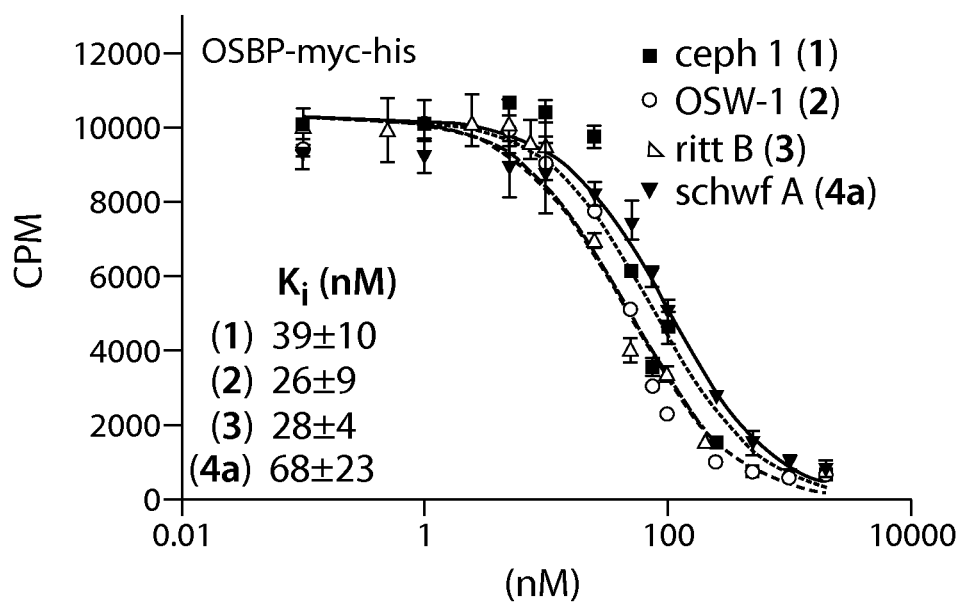 OSBP-myc-his
ceph 1 (1)
OSW-1 (2)
ritt B (3)
schwf A (4a)
CPM
12000
10000
8000
6000
4000
2000
0
Ki (nM)
(1) 39±10
(2) 26±9
(3) 28±4
(4a) 68±23
0.01 1 100 10000
(nM)